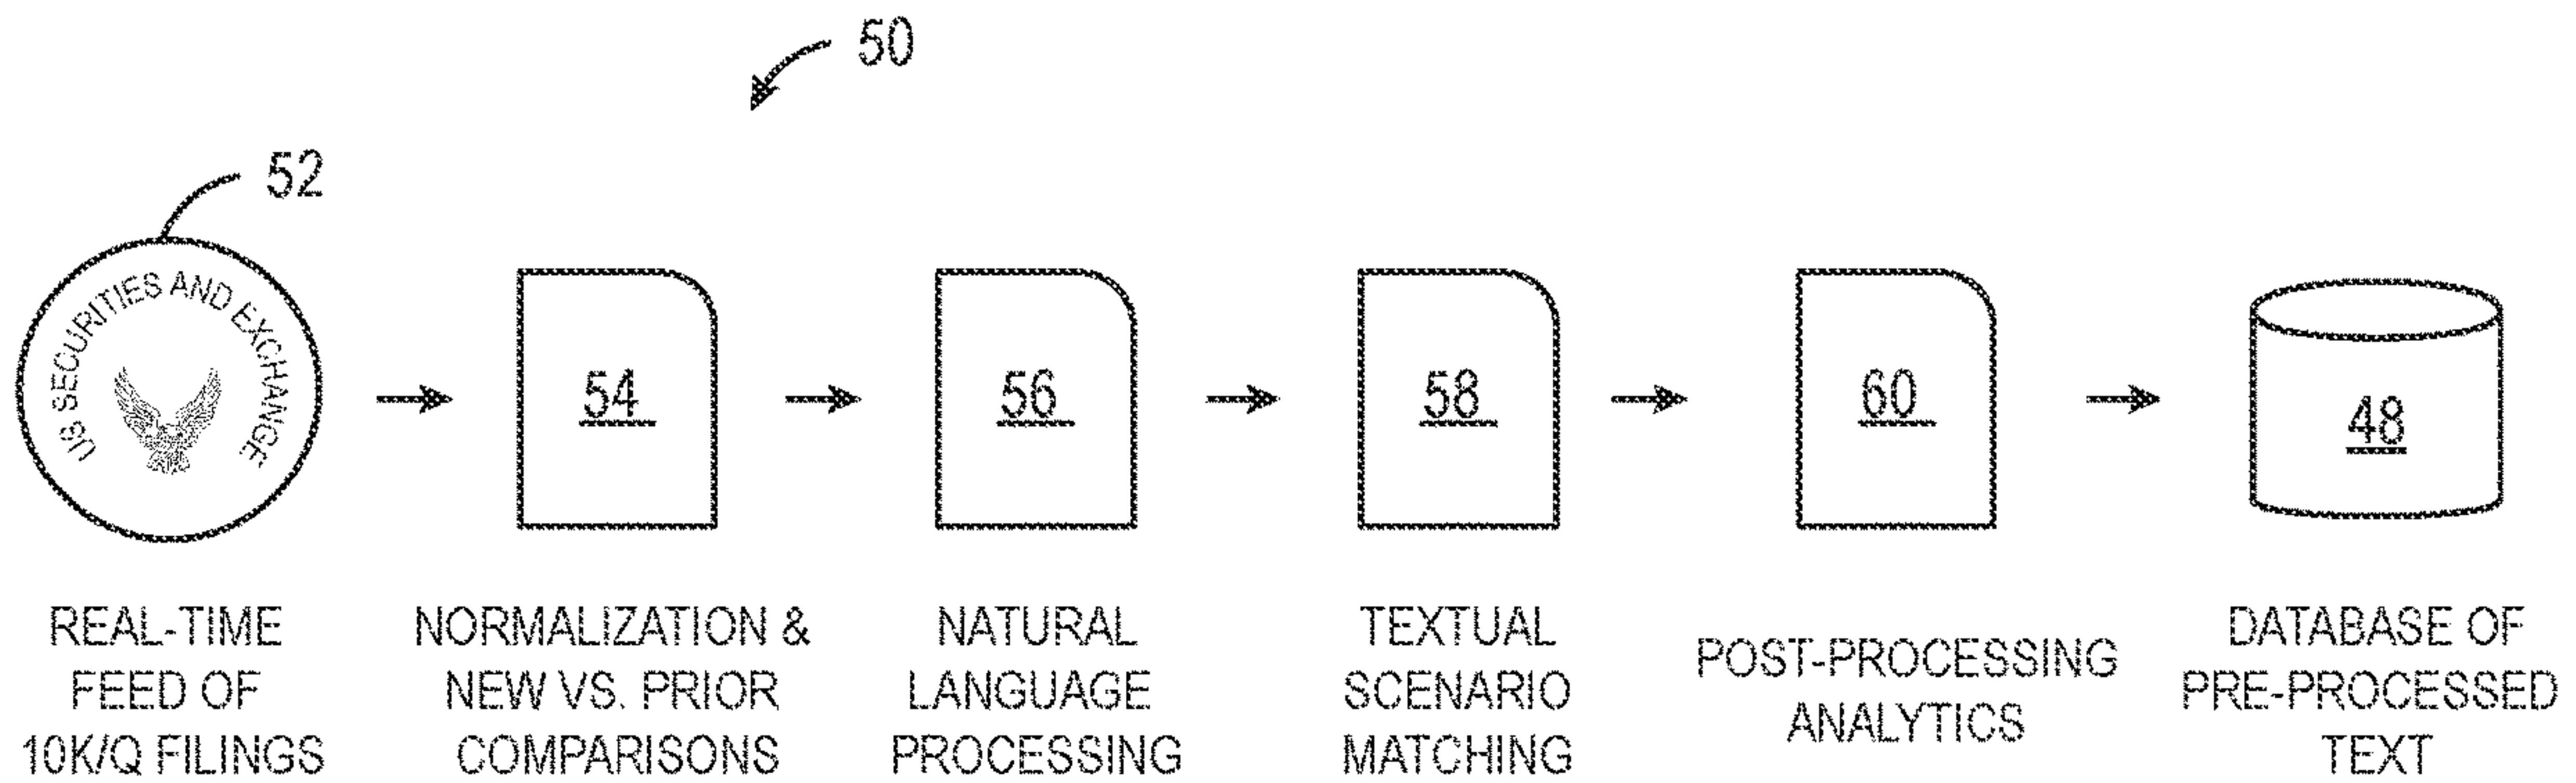 50
52
US SECURITIES AND EXCHANGE
54
56
58
60
48
REAL-TIME
FEED OF
10K/Q FILINGS
NORMALIZATION &
NEW VS. PRIOR
COMPARISONS
NATURAL
LANGUAGE
PROCESSING
TEXTUAL
SCENARIO
MATCHING
POST-PROCESSING
ANALYTICS
DATABASE OF
PRE-PROCESSED
TEXT